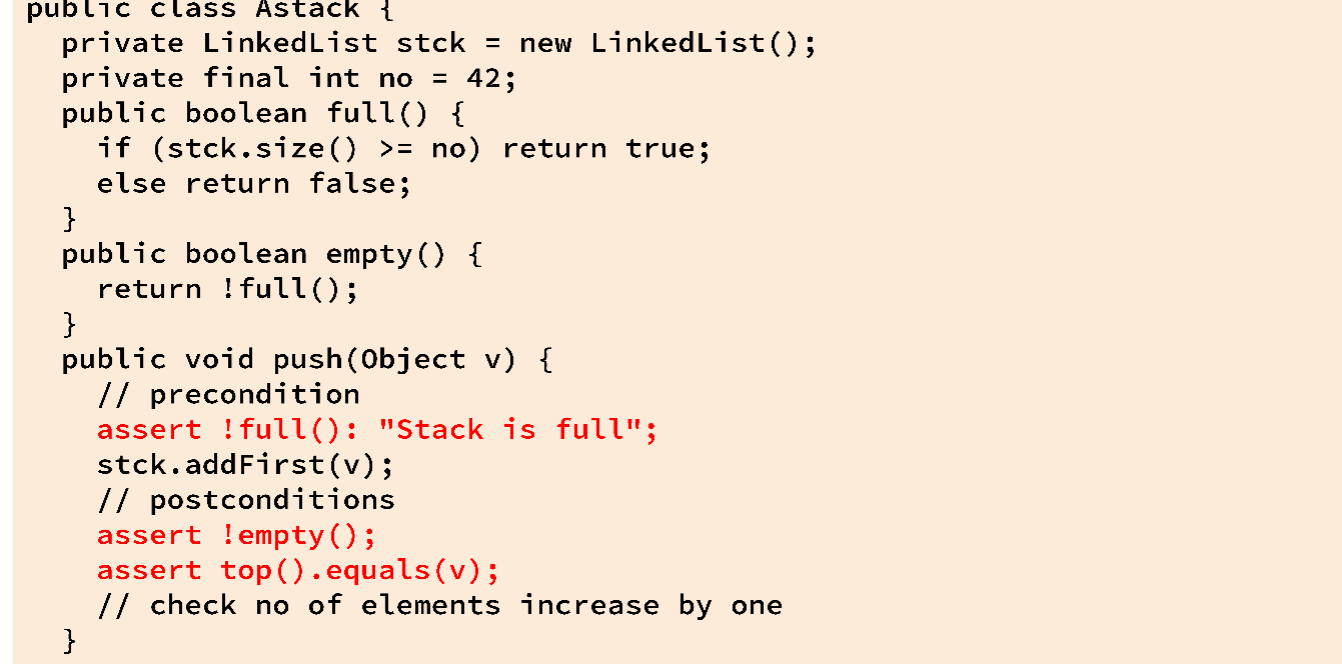 public class Astack {
private LinkedList stck = new LinkedList();
private final int no = 42;
public boolean full() {
if (stck.size() >= no) return true;
else return false;
}
public boolean empty() {
return !full();
}
public void push(Object v) {
// precondition
assert !full(): "Stack is full";
stck.addFirst(v);
// postconditions
assert !empty();
assert top().equals(v);
// check no of elements increase by one
}